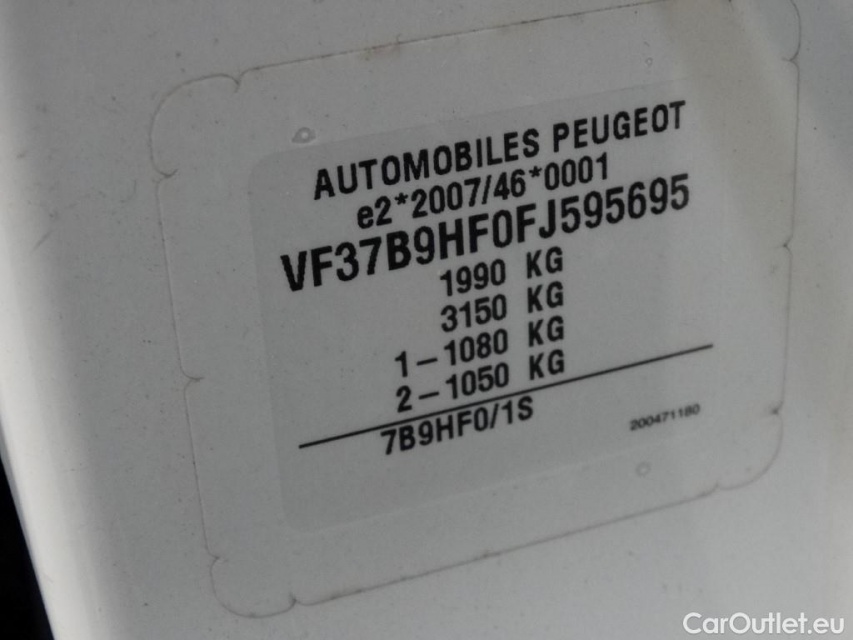 AUTOMOBILES PEUGEOT
e2*2007/46*0001
VF37B9HF0FJ595695
1990 KG
3150 KG
1-1080 KG
2-1050 KG
7B9HF0/1S
200471180
CarOutlet.eu